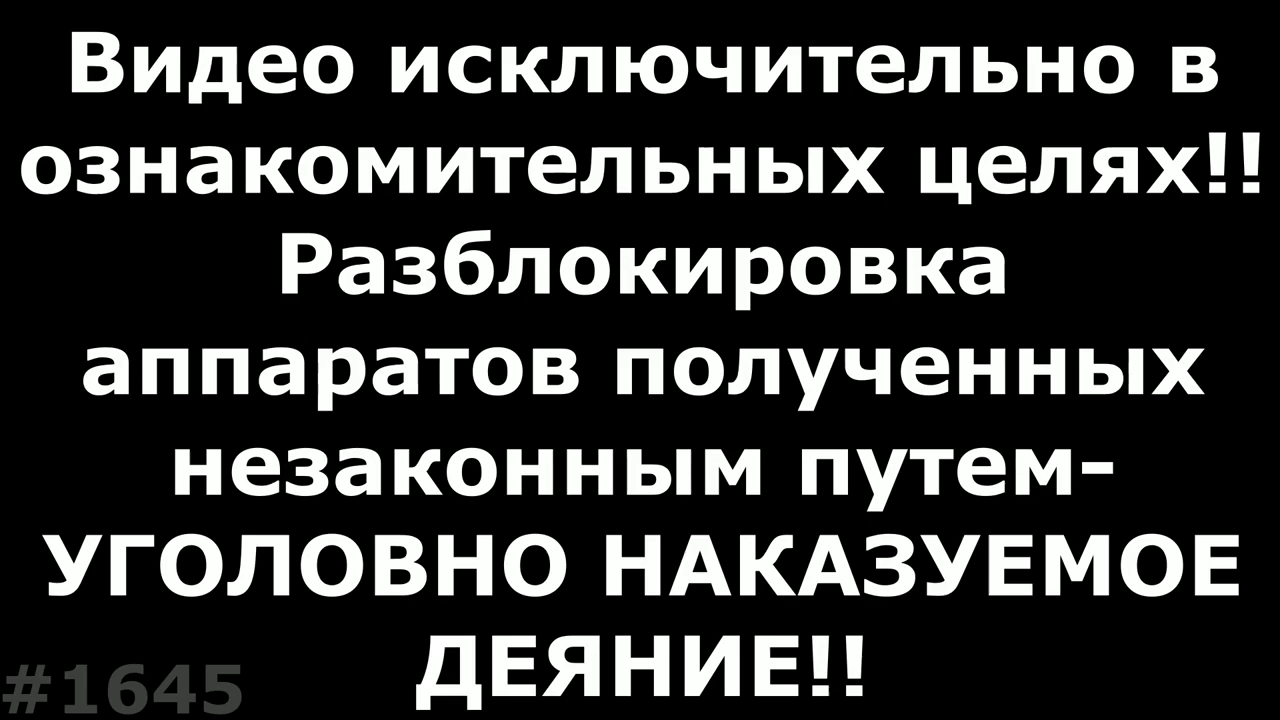 Видео исключительно в
ознакомительных целях!!
Разблокировка
аппаратов полученных
незаконным путем-
УГОЛОВНО НАКАЗУЕМОЕ
ДЕЯНИЕ!!
#1645